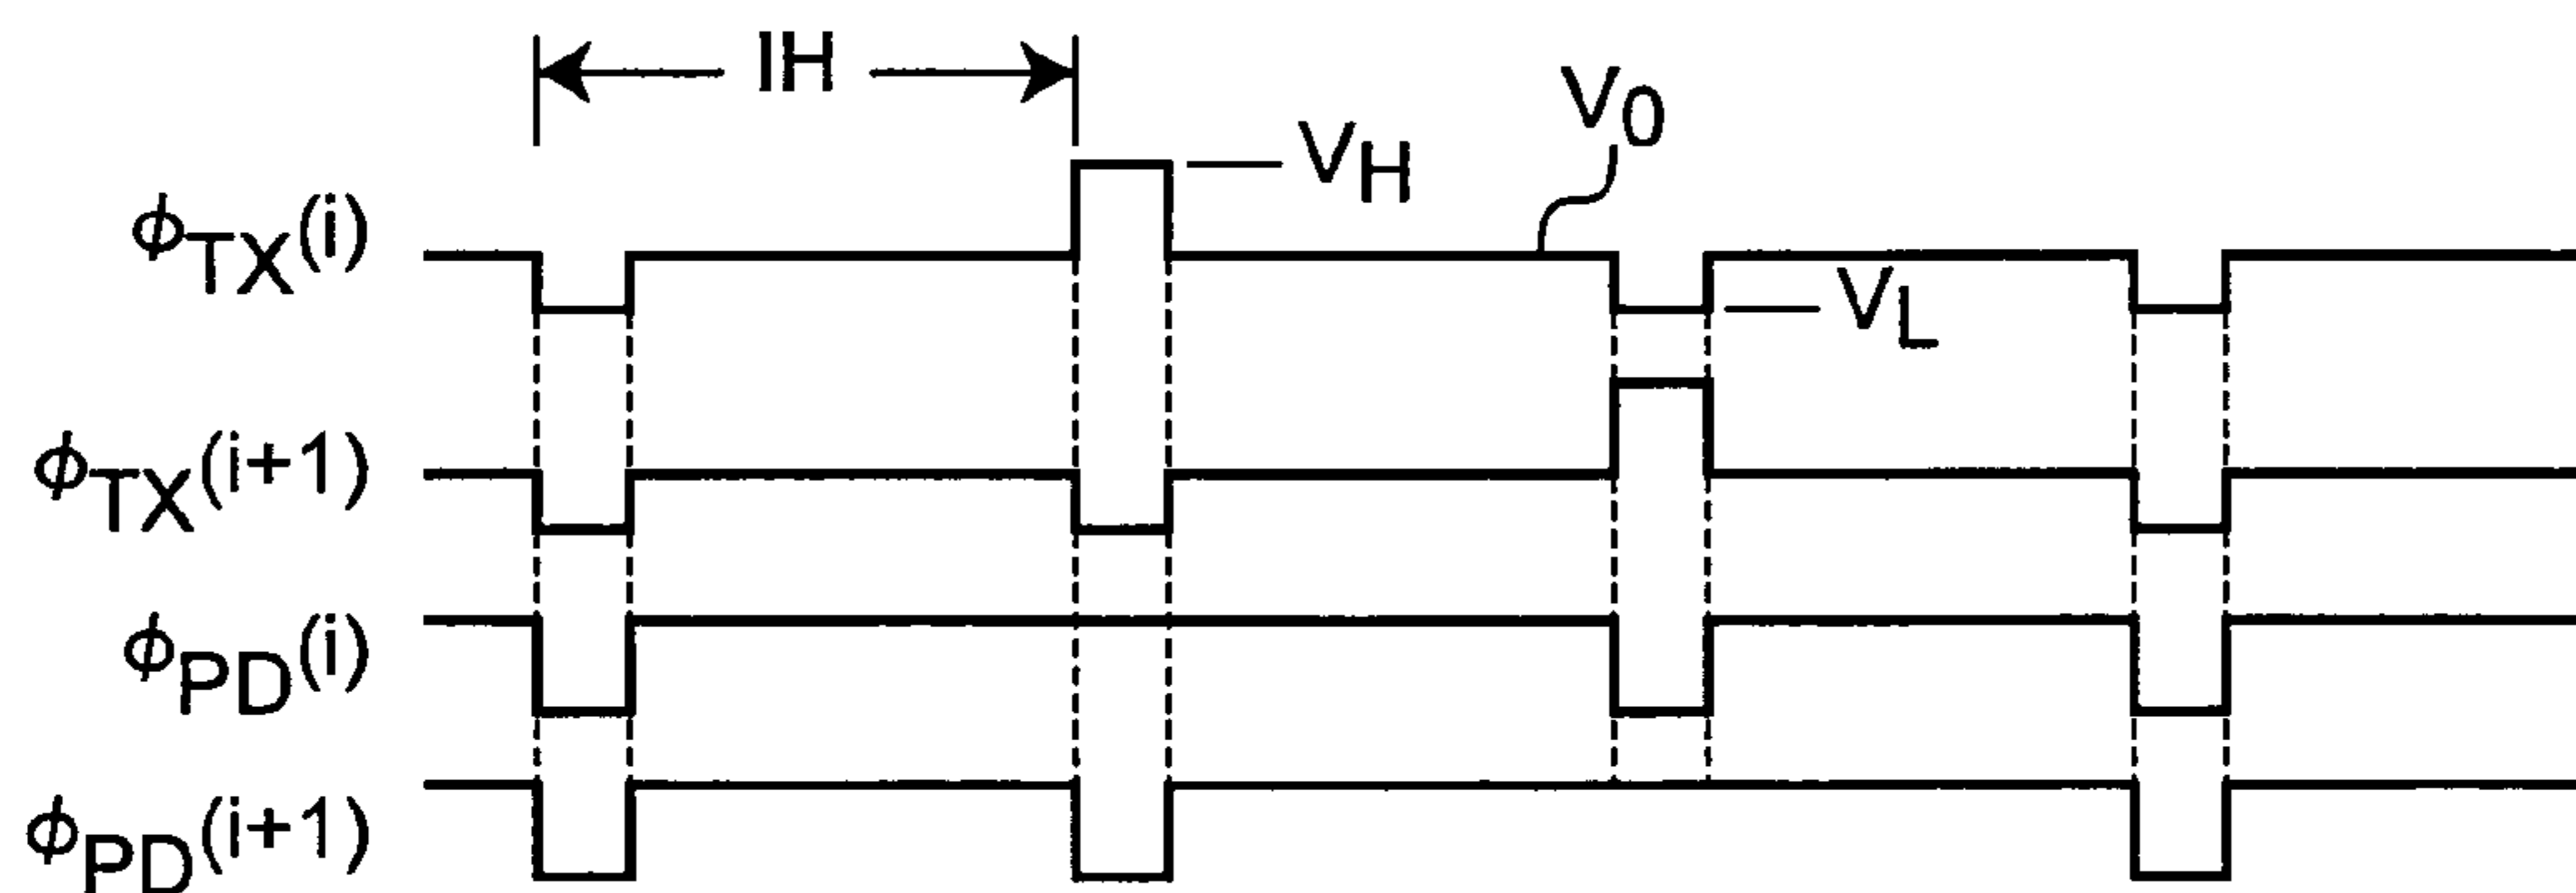 IH
V0
VH
ϕTX(i)
VL
ϕTX(i+1)
ϕPD(i)
ϕPD(i+1)